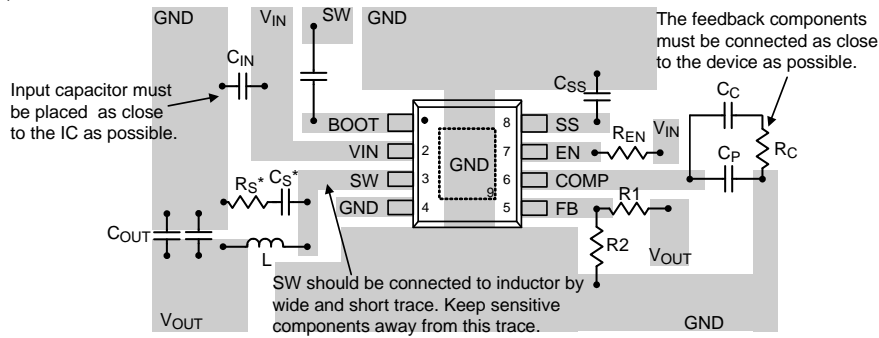 GND
VIN
SW
GND
The feedback components
must be connected as close
to the device as possible.
CIN
Input capacitor must
be placed as close
to the IC as possible.
CSS
CC
BOOT
8
SS
REN
VIN
RC
VIN
2
GND
7
EN
CP
SW
3
6
COMP
RS*
CS*
9
GND
4
5
FB
R1
COUT
R2
L
VOUT
SW should be connected to inductor by
wide and short trace. Keep sensitive
components away from this trace.
VOUT
GND